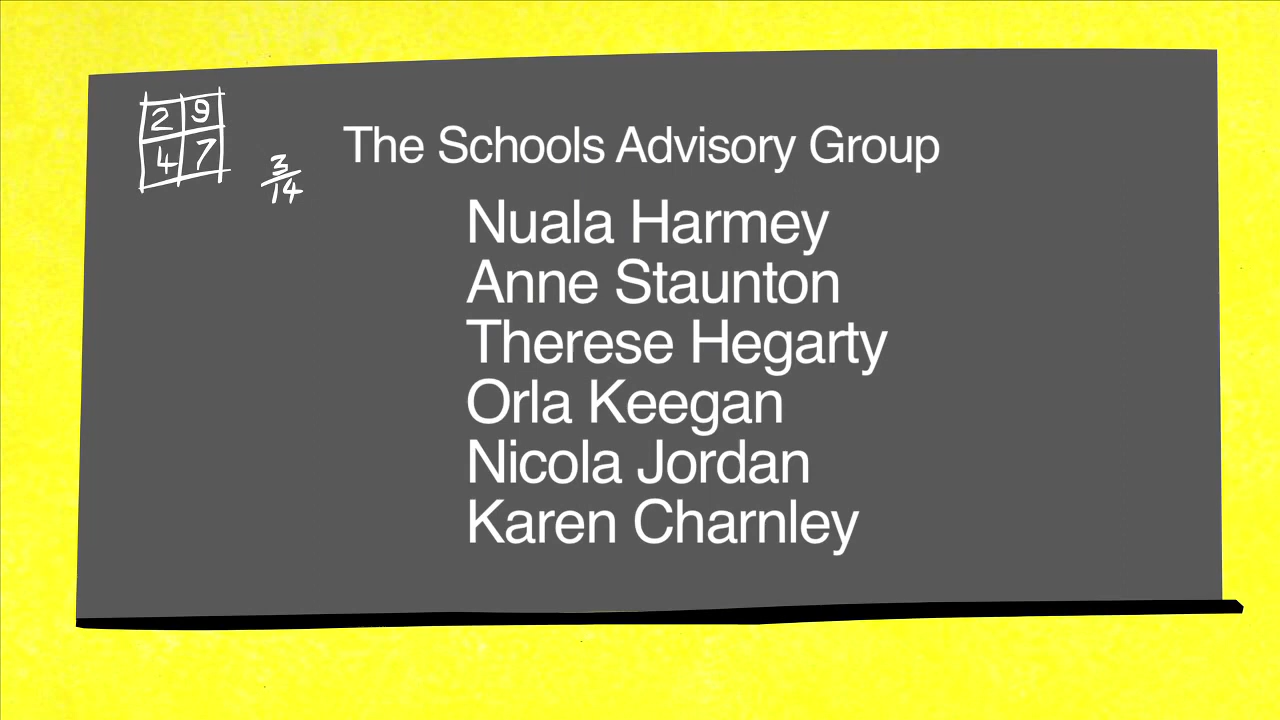 2 9
4 7
3/14
The Schools Advisory Group
Nuala Harmey
Anne Staunton
Therese Hegarty
Orla Keegan
Nicola Jordan
Karen Charnley